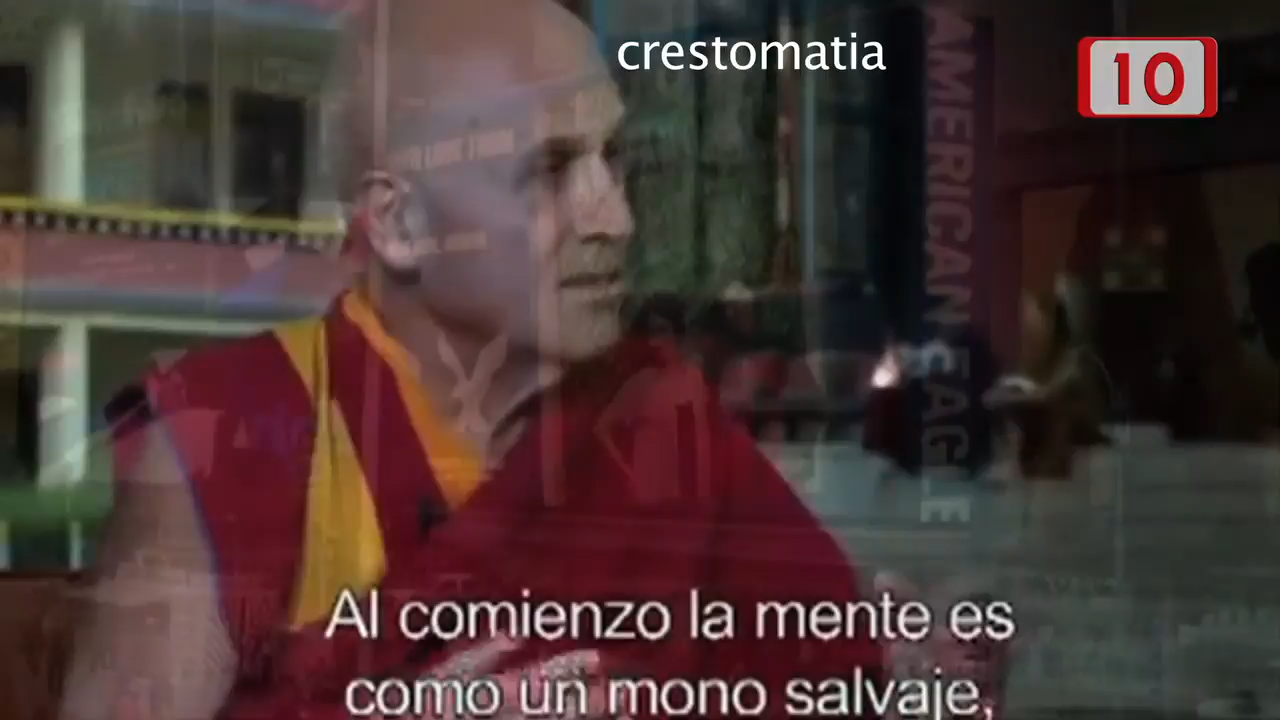 crestomatia
10
AMERICAN EAGLE
Al comienzo la mente es
como un mono salvaje,